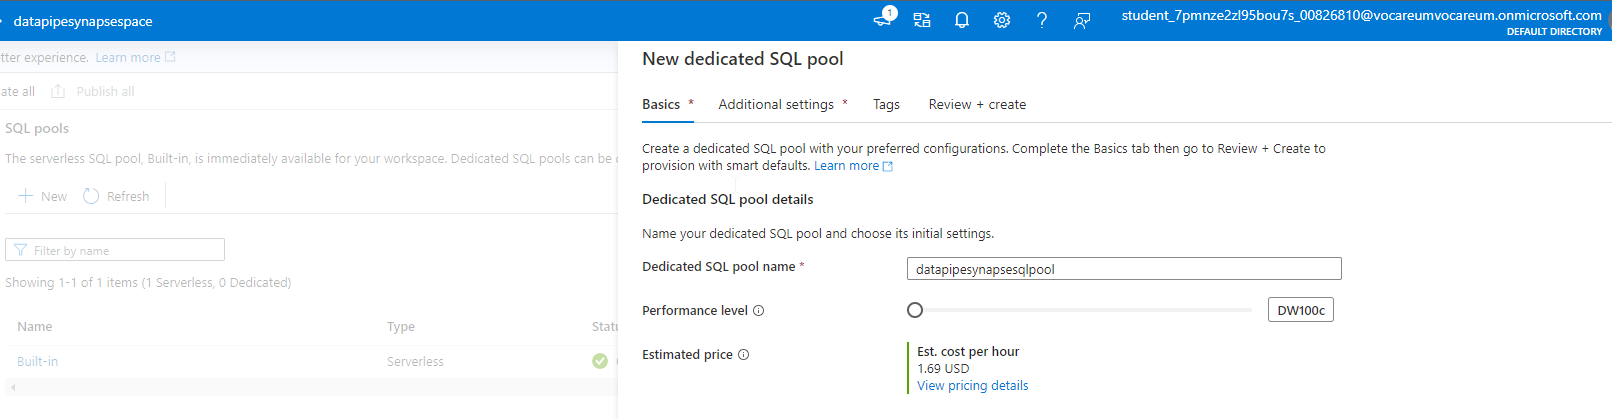 datapipesynapsespace
1
student_7pmnze2zl95bou7s_00826810@vocareumvocareum.onmicrosoft.com
DEFAULT DIRECTORY
tter experience. Learn more
ate all Publish all
SQL pools
The serverless SQL pool, Built-in, is immediately available for your workspace. Dedicated SQL pools can be
New Refresh
Filter by name
Showing 1-1 of 1 items (1 Serverless, 0 Dedicated)
Name Type Statu
Built-in Serverless
New dedicated SQL pool
Basics * Additional settings * Tags Review + create
Create a dedicated SQL pool with your preferred configurations. Complete the Basics tab then go to Review + Create to
provision with smart defaults. Learn more
Dedicated SQL pool details
Name your dedicated SQL pool and choose its initial settings.
Dedicated SQL pool name * datapipesynapsesqlpool
Performance level DW100c
Estimated price Est. cost per hour
1.69 USD
View pricing details